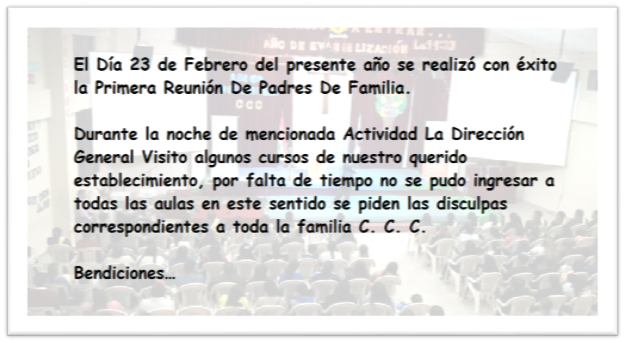 AÑO DE EVANGELIZACIÓN
C C C
El Día 23 de Febrero del presente año se realizó con éxito
la Primera Reunión De Padres De Familia.
Durante la noche de mencionada Actividad La Dirección
General Visito algunos cursos de nuestro querido
establecimiento, por falta de tiempo no se pudo ingresar a
todas las aulas en este sentido se piden las disculpas
correspondientes a toda la familia C. C. C.
Bendiciones…